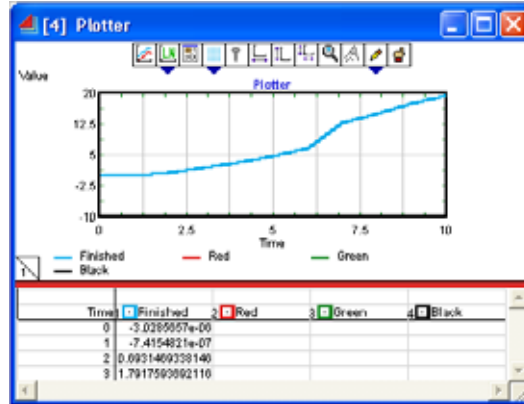 [4] Plotter
Plotter
Value
20
12.5
5
-2.5
-10
0 2.5 5 7.5 10
Time
Finished Red Green
Black
1
Time 1 Finished 2 Red 3 Green 4 Black
0 -3.0285657e-06
1 -7.4154821e-07
2 0.6931469338146
3 1.7917593692116